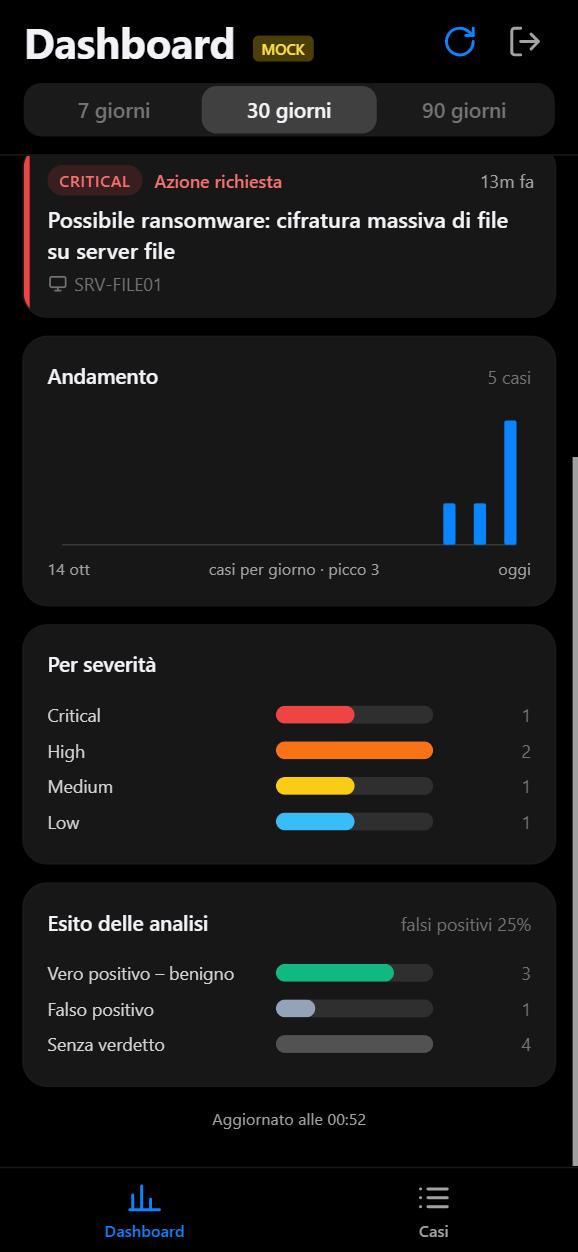 Dashboard MOCK
7 giorni 30 giorni 90 giorni
CRITICAL Azione richiesta 13m fa
Possibile ransomware: cifratura massiva di file
su server file
SRV-FILE01
Andamento 5 casi
14 ott casi per giorno · picco 3 oggi
Per severità
Critical 1
High 2
Medium 1
Low 1
Esito delle analisi falsi positivi 25%
Vero positivo – benigno 3
Falso positivo 1
Senza verdetto 4
Aggiornato alle 00:52
Dashboard Casi